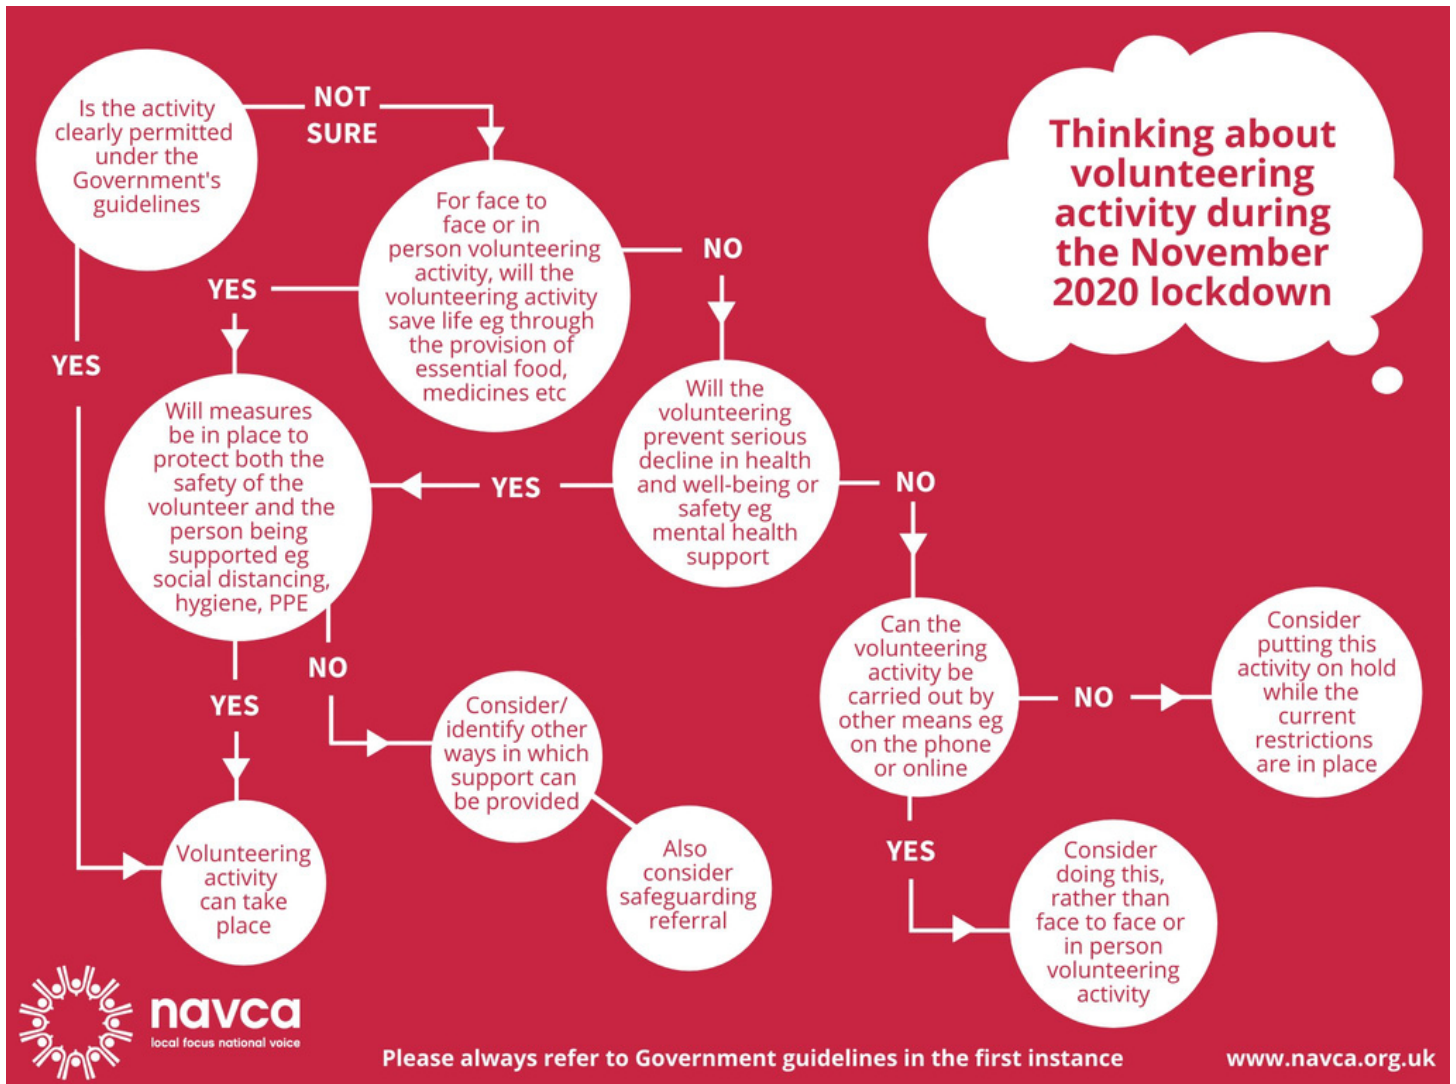 Is the activity
clearly permitted
under the
Government's
guidelines
NOT
SURE
Thinking about
volunteering
activity during
the November
2020 lockdown
For face to
face or in
person volunteering
activity, will the
volunteering activity
save life eg through
the provision of
essential food,
medicines etc
NO
YES
YES
Will the
volunteering
prevent serious
decline in health
and well-being or
safety eg
mental health
support
Will measures
be in place to
protect both the
safety of the
volunteer and the
person being
supported eg
social distancing,
hygiene, PPE
YES
NO
Can the
volunteering
activity be
carried out by
other means eg
on the phone
or online
NO
Consider
putting this
activity on hold
while the
current
restrictions
are in place
NO
YES
Consider/
identify other
ways in which
support can
be provided
Also
consider
safeguarding
referral
YES
Consider
doing this,
rather than
face to face or
in person
volunteering
activity
Volunteering
activity
can take
place
navca
local focus national voice
Please always refer to Government guidelines in the first instance
www.navca.org.uk